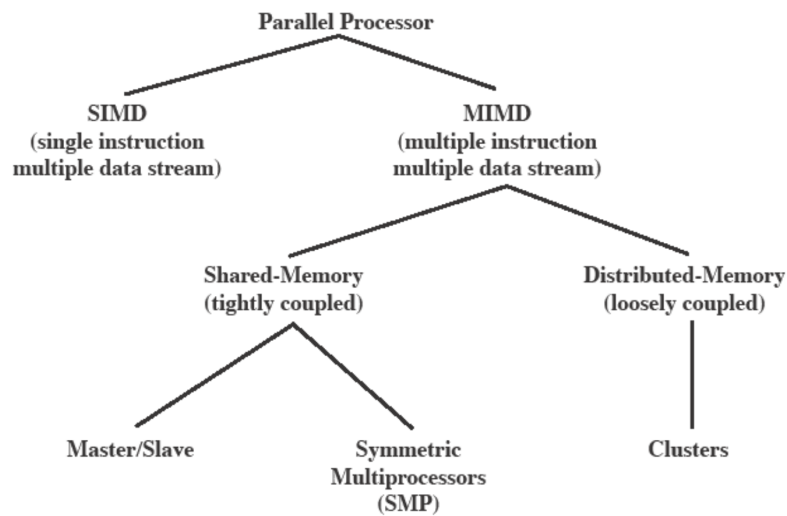 Parallel Processor
SIMD
(single instruction
multiple data stream)
MIMD
(multiple instruction
multiple data stream)
Shared-Memory
(tightly coupled)
Distributed-Memory
(loosely coupled)
Master/Slave
Symmetric
Multiprocessors
(SMP)
Clusters